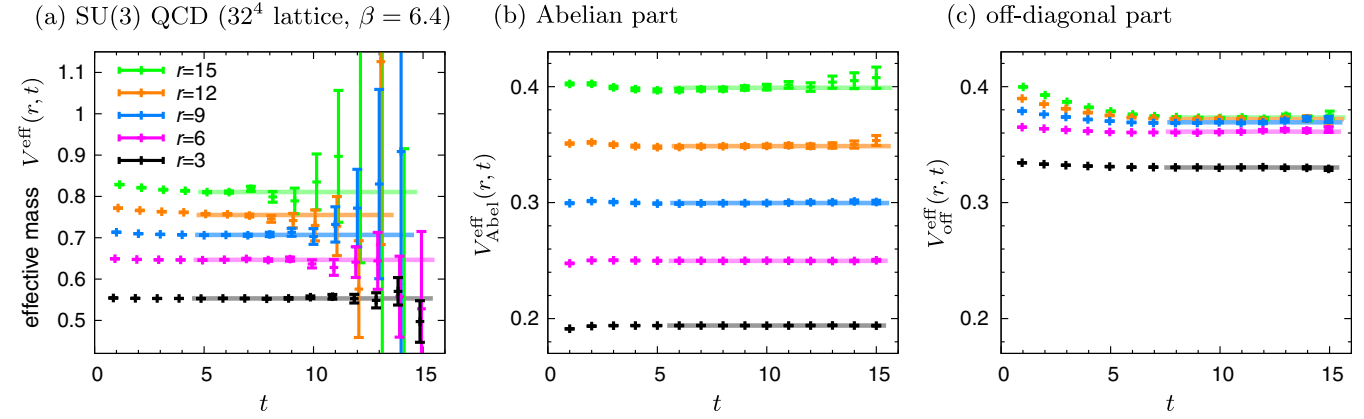 (a) SU(3) QCD (32⁴ lattice, β = 6.4)
(b) Abelian part
(c) off-diagonal part
effective mass V^eff(r, t)
1.1
1
0.9
0.8
0.7
0.6
0.5
r=15
r=12
r=9
r=6
r=3
0 5 10 15
t
V^eff_Abel(r, t)
0.4
0.3
0.2
0 5 10 15
t
V^eff_off(r, t)
0.4
0.3
0.2
0 5 10 15
t